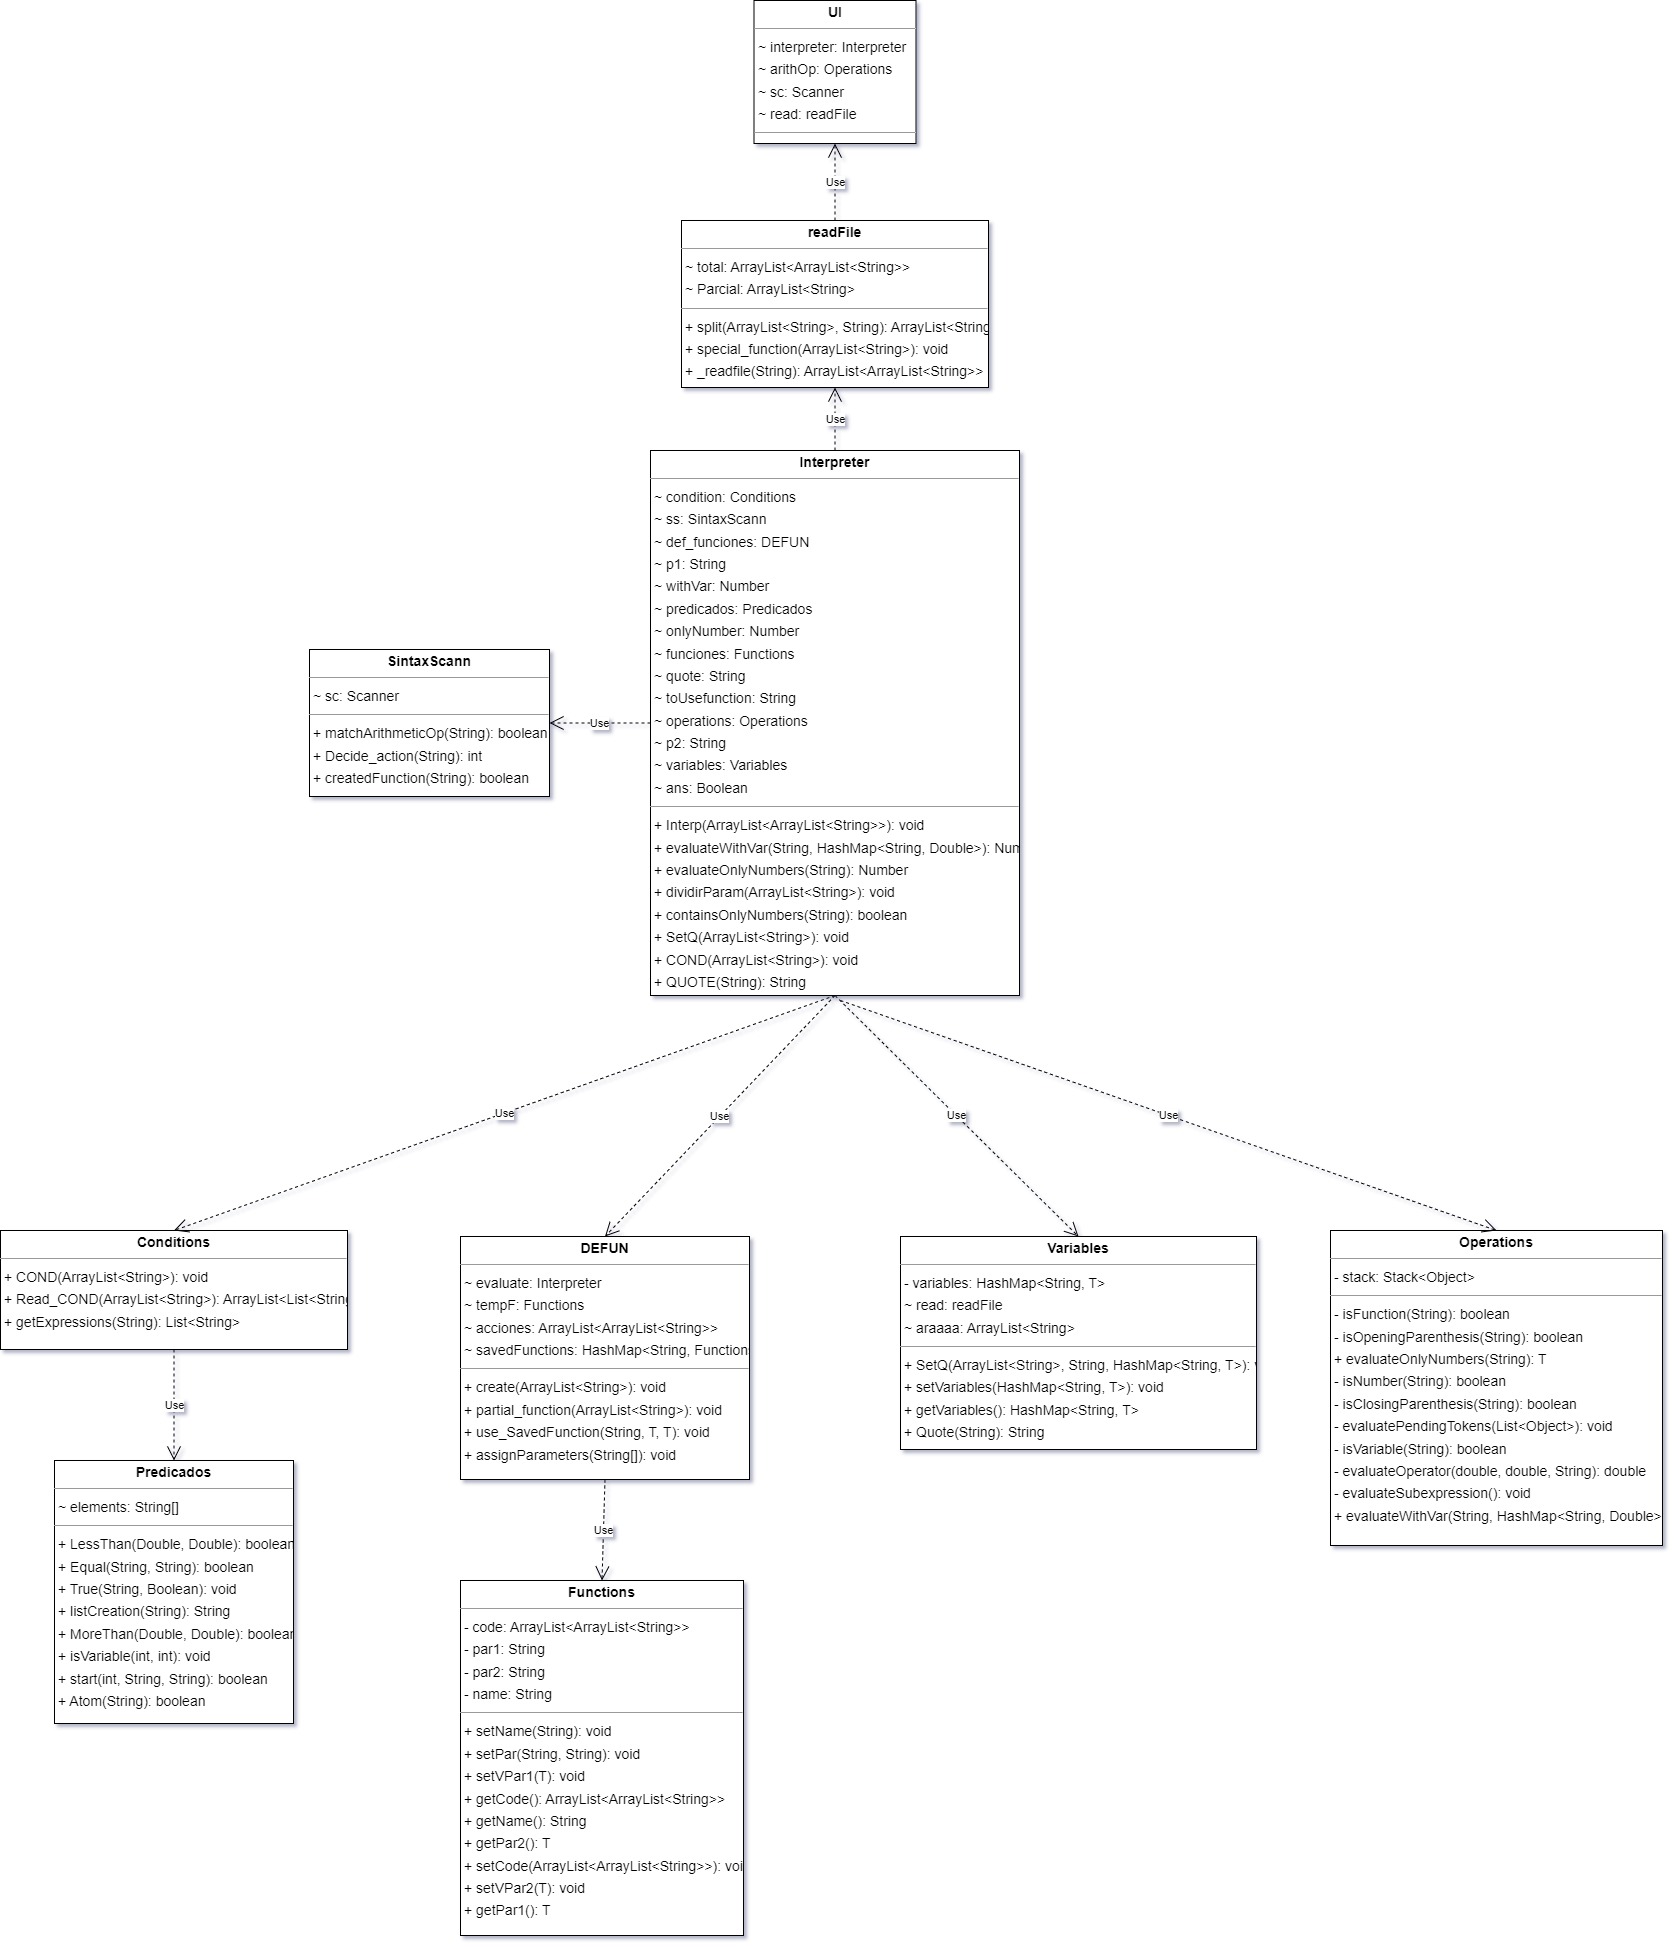 UI
~ interpreter: Interpreter
~ arithOp: Operations
~ sc: Scanner
~ read: readFile
Use
readFile
~ total: ArrayList<ArrayList<String>>
~ Parcial: ArrayList<String>
+ split(ArrayList<String>, String): ArrayList<String
+ special_function(ArrayList<String>): void
+ _readfile(String): ArrayList<ArrayList<String>>
Use
Interpreter
~ condition: Conditions
~ ss: SintaxScann
~ def_funciones: DEFUN
~ p1: String
~ withVar: Number
~ predicados: Predicados
~ onlyNumber: Number
~ funciones: Functions
~ quote: String
~ toUsefunction: String
~ operations: Operations
~ p2: String
~ variables: Variables
~ ans: Boolean
+ Interp(ArrayList<ArrayList<String>>): void
+ evaluateWithVar(String, HashMap<String, Double>): Num
+ evaluateOnlyNumbers(String): Number
+ dividirParam(ArrayList<String>): void
+ containsOnlyNumbers(String): boolean
+ SetQ(ArrayList<String>): void
+ COND(ArrayList<String>): void
+ QUOTE(String): String
SintaxScann
~ sc: Scanner
+ matchArithmeticOp(String): boolean
+ Decide_action(String): int
+ createdFunction(String): boolean
Use
Use
Use
Use
Use
Conditions
+ COND(ArrayList<String>): void
+ Read_COND(ArrayList<String>): ArrayList<List<String
+ getExpressions(String): List<String>
Use
Predicados
~ elements: String[]
+ LessThan(Double, Double): boolean
+ Equal(String, String): boolean
+ True(String, Boolean): void
+ listCreation(String): String
+ MoreThan(Double, Double): boolean
+ isVariable(int, int): void
+ start(int, String, String): boolean
+ Atom(String): boolean
DEFUN
~ evaluate: Interpreter
~ tempF: Functions
~ acciones: ArrayList<ArrayList<String>>
~ savedFunctions: HashMap<String, Function
+ create(ArrayList<String>): void
+ partial_function(ArrayList<String>): void
+ use_SavedFunction(String, T, T): void
+ assignParameters(String[]): void
Use
Functions
- code: ArrayList<ArrayList<String>>
- par1: String
- par2: String
- name: String
+ setName(String): void
+ setPar(String, String): void
+ setVPar1(T): void
+ getCode(): ArrayList<ArrayList<String>>
+ getName(): String
+ getPar2(): T
+ setCode(ArrayList<ArrayList<String>>): voi
+ setVPar2(T): void
+ getPar1(): T
Variables
- variables: HashMap<String, T>
~ read: readFile
~ araaaa: ArrayList<String>
+ SetQ(ArrayList<String>, String, HashMap<String, T>):
+ setVariables(HashMap<String, T>): void
+ getVariables(): HashMap<String, T>
+ Quote(String): String
Operations
- stack: Stack<Object>
- isFunction(String): boolean
- isOpeningParenthesis(String): boolean
+ evaluateOnlyNumbers(String): T
- isNumber(String): boolean
- isClosingParenthesis(String): boolean
- evaluatePendingTokens(List<Object>): void
- isVariable(String): boolean
- evaluateOperator(double, double, String): double
- evaluateSubexpression(): void
+ evaluateWithVar(String, HashMap<String, Double>